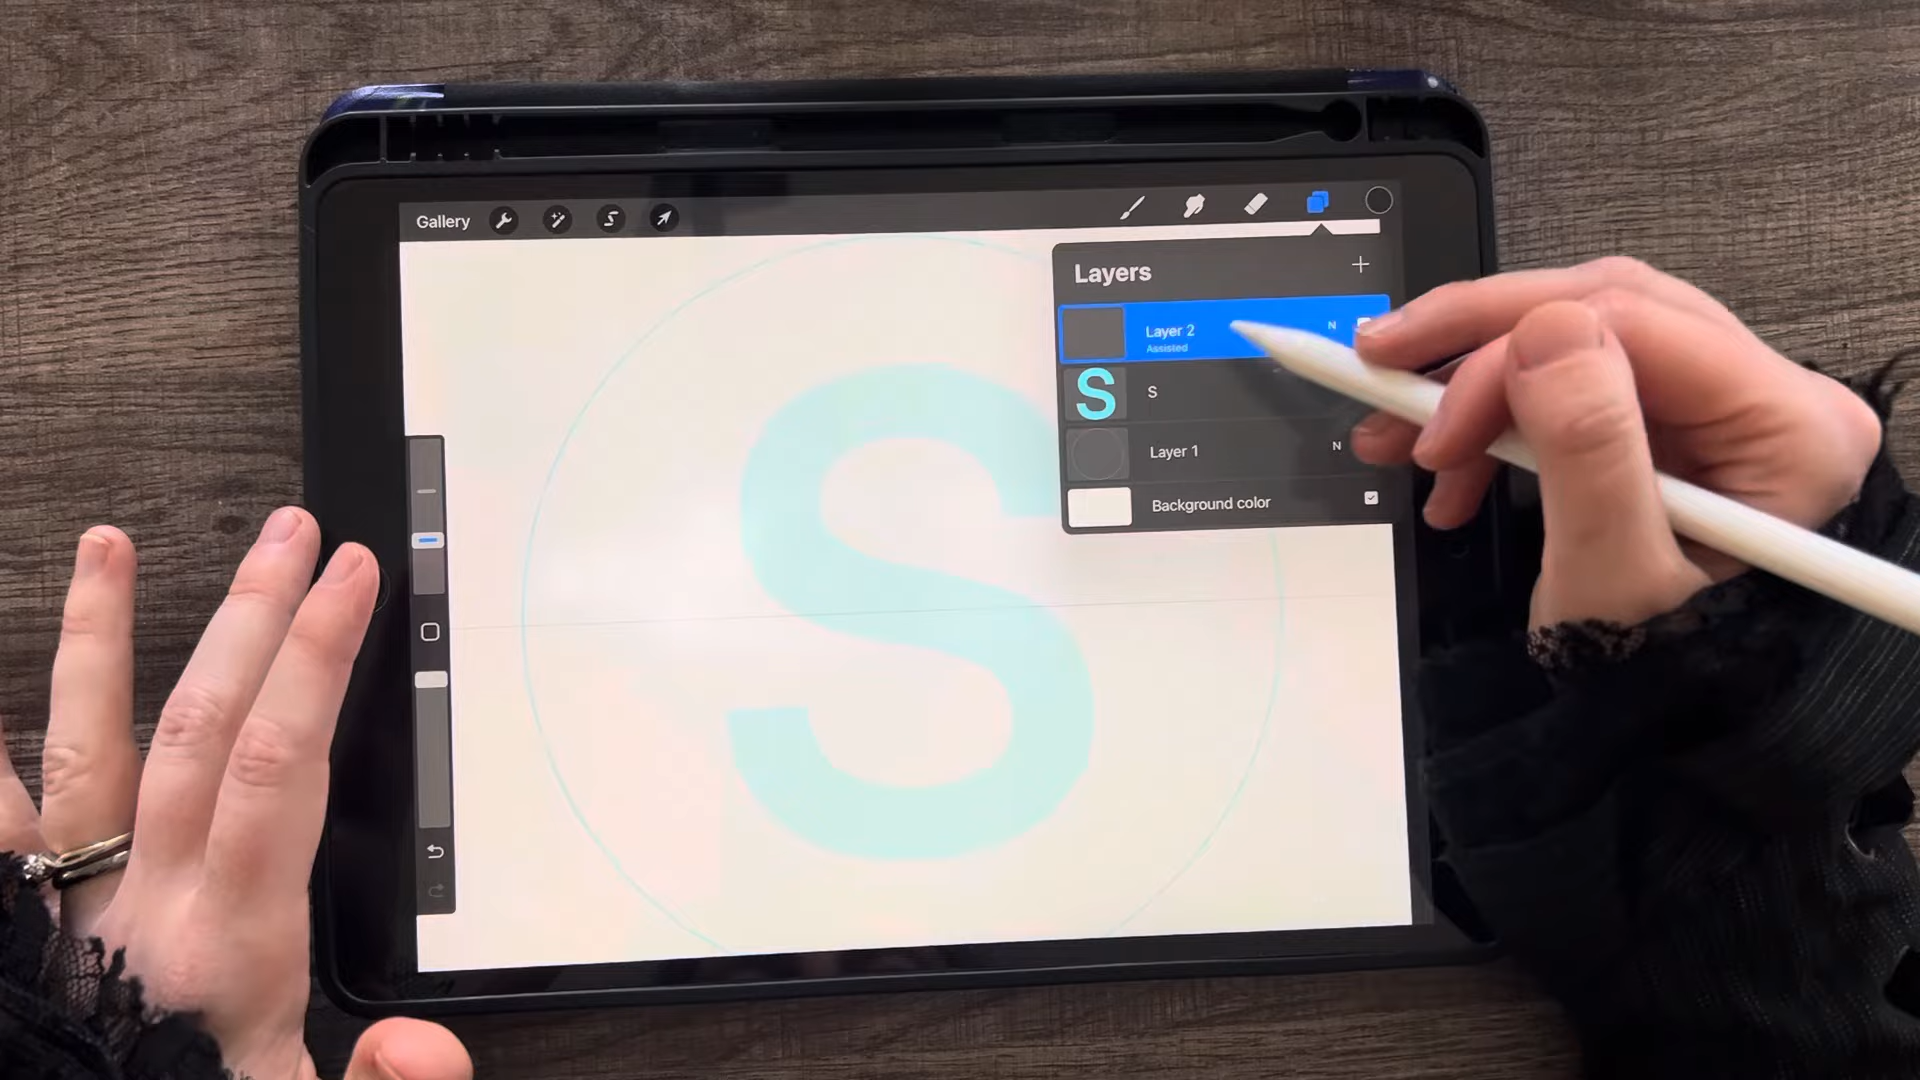 Gallery
Layers
Layer 2
N
Assisted
S
S
Layer 1
N
Background color
S